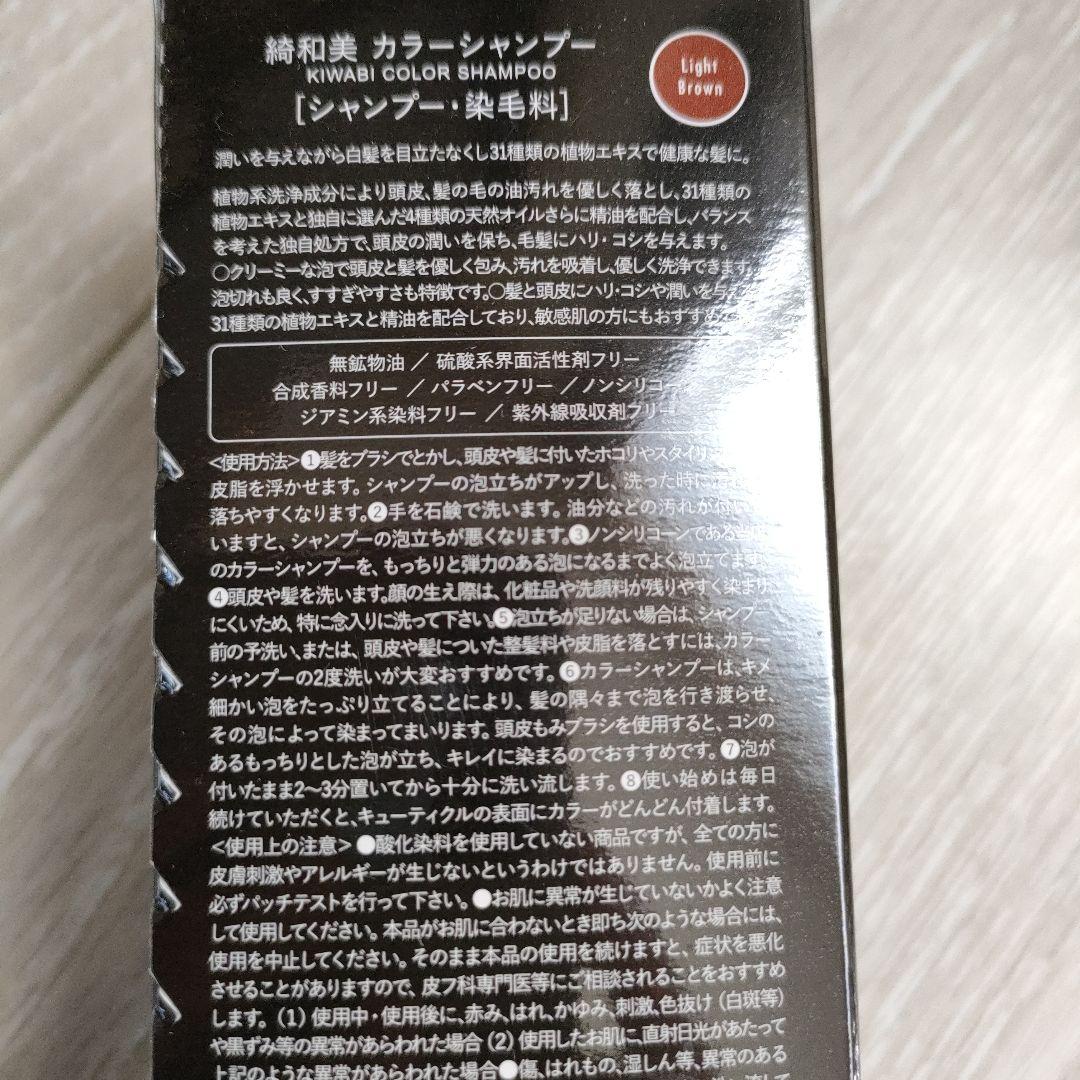 綺和美 カラーシャンプー
KIWABI COLOR SHAMPOO
[シャンプー・染毛料]
Light
Brown
潤いを与えながら白髪を目立たなくし31種類の植物エキスで健康な髪に。
植物系洗浄成分により頭皮、髪の毛の油汚れを優しく落とし、31種類の
植物エキスと独自に選んだ4種類の天然オイルさらに精油を配合し、バランス
を考えた独自処方で、頭皮の潤いを保ち、毛髪にハリ・コシを与えます。
○クリーミーな泡で頭皮と髪を優しく包み、汚れを吸着し、優しく洗浄できます。
泡切れも良く、すすぎやすさも特徴です。○髪と頭皮にハリ・コシや潤いを与える
31種類の植物エキスと精油を配合しており、敏感肌の方にもおすすめ
無鉱物油 / 硫酸系界面活性剤フリー
合成香料フリー / パラベンフリー / ノンシリコー
ジアミン系染料フリー / 紫外線吸収剤フリー
<使用方法>❶髪をブラシでとかし、頭皮や髪に付いたホコリやスタイリ
皮脂を浮かせます。シャンプーの泡立ちがアップし、洗った時に
落ちやすくなります。❷手を石鹸で洗います。油分などの汚れが付
いますと、シャンプーの泡立ちが悪くなります。❸ノンシリコーンである
のカラーシャンプーを、もっちりと弾力のある泡になるまでよく泡立てます。
❹頭皮や髪を洗います。顔の生え際は、化粧品や洗顔料が残りやすく染まり
にくいため、特に念入りに洗って下さい。❺泡立ちが足りない場合は、シャンプー
前の予洗い、または、頭皮や髪についた整髪料や皮脂を落とすには、カラー
シャンプーの2度洗いが大変おすすめです。❻カラーシャンプーは、キメ
細かい泡をたっぷり立てることにより、髪の隅々まで泡を行き渡らせ、
その泡によって染まってまいります。頭皮もみブラシを使用すると、コシの
あるもっちりとした泡が立ち、キレイに染まるのでおすすめです。❼泡が
付いたまま2〜3分置いてから十分に洗い流します。❽使い始めは毎日
続けていただくと、キューティクルの表面にカラーがどんどん付着します。
<使用上の注意>●酸化染料を使用していない商品ですが、全ての方に
皮膚刺激やアレルギーが生じないというわけではありません。使用前に
必ずパッチテストを行って下さい。●お肌に異常が生じていないかよく注意
して使用してください。本品がお肌に合わないとき即ち次のような場合には、
使用を中止してください。そのまま本品の使用を続けますと、症状を悪化
させることがありますので、皮フ科専門医等にご相談されることをおすすめ
します。(1)使用中・使用後に、赤み、はれ、かゆみ、刺激、色抜け(白斑等)
や黒ずみ等の異常があらわれた場合(2)使用したお肌に、直射日光があたって
上記のような異常があらわれた場合●傷、はれもの、湿しん等、異常のある